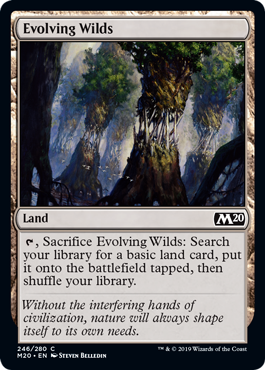 Evolving Wilds
Land
M20
, Sacrifice Evolving Wilds: Search
your library for a basic land card, put
it onto the battlefield tapped, then
shuffle your library.
Without the interfering hands of
civilization, nature will always shape
itself to its own needs.
246/280 C
M20 • EN Steven Belledin
™ & © 2019 Wizards of the Coast